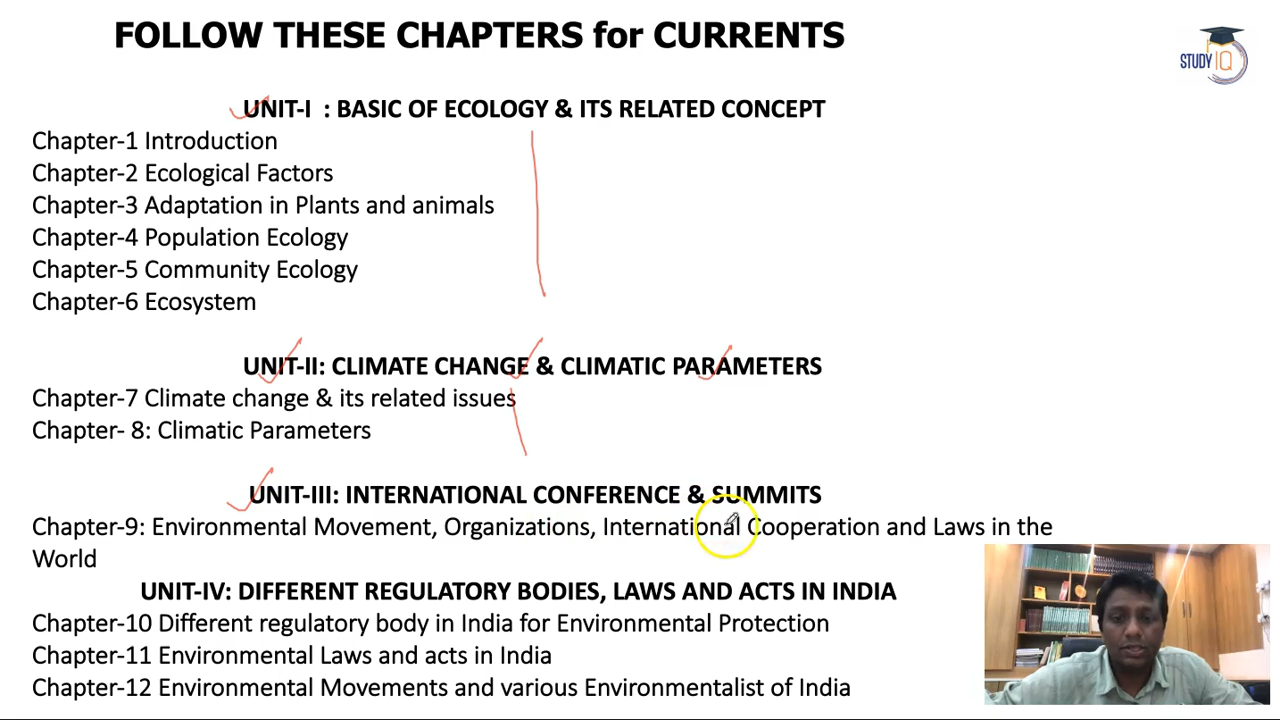 FOLLOW THESE CHAPTERS for CURRENTS
STUDY IQ
UNIT-I : BASIC OF ECOLOGY & ITS RELATED CONCEPT
Chapter-1 Introduction
Chapter-2 Ecological Factors
Chapter-3 Adaptation in Plants and animals
Chapter-4 Population Ecology
Chapter-5 Community Ecology
Chapter-6 Ecosystem
UNIT-II: CLIMATE CHANGE & CLIMATIC PARAMETERS
Chapter-7 Climate change & its related issues
Chapter- 8: Climatic Parameters
UNIT-III: INTERNATIONAL CONFERENCE & SUMMITS
Chapter-9: Environmental Movement, Organizations, International Cooperation and Laws in the
World
UNIT-IV: DIFFERENT REGULATORY BODIES, LAWS AND ACTS IN INDIA
Chapter-10 Different regulatory body in India for Environmental Protection
Chapter-11 Environmental Laws and acts in India
Chapter-12 Environmental Movements and various Environmentalist of India